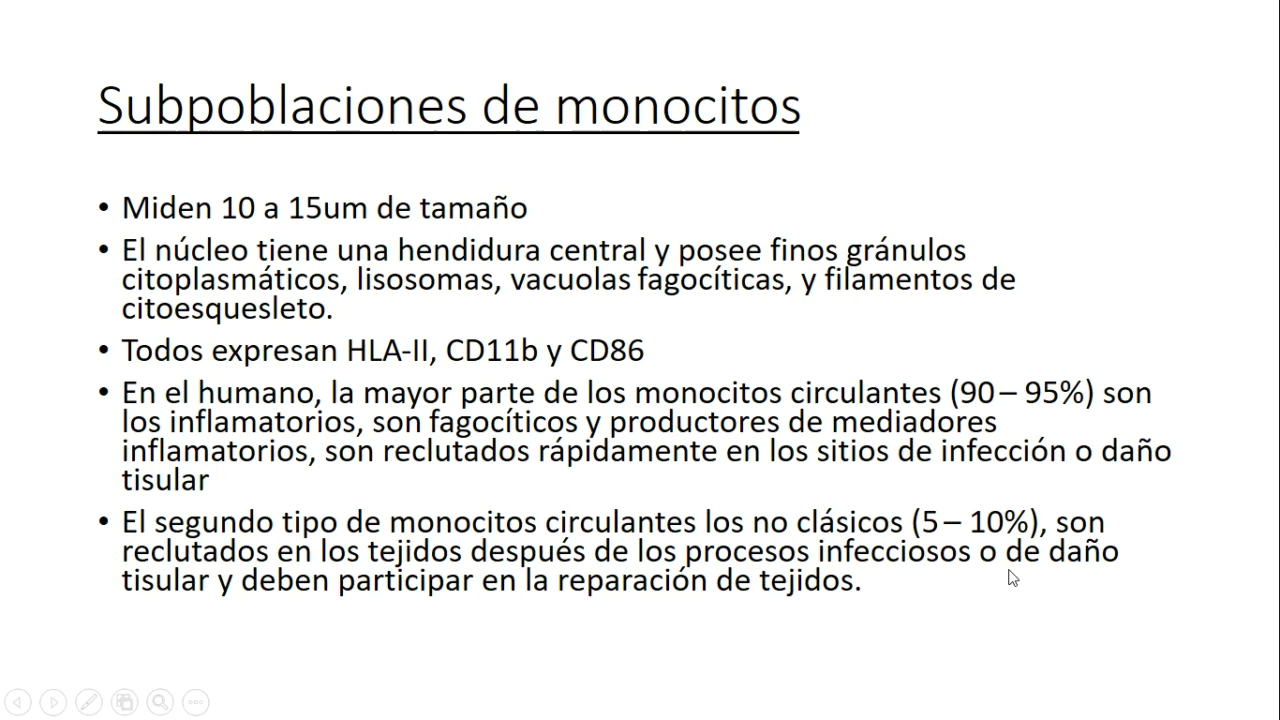 Subpoblaciones de monocitos
• Miden 10 a 15um de tamaño
• El núcleo tiene una hendidura central y posee finos gránulos
citoplasmáticos, lisosomas, vacuolas fagocíticas, y filamentos de
citoesquesleto.
• Todos expresan HLA-II, CD11b y CD86
• En el humano, la mayor parte de los monocitos circulantes (90 – 95%) son
los inflamatorios, son fagocíticos y productores de mediadores
inflamatorios, son reclutados rápidamente en los sitios de infección o daño
tisular
• El segundo tipo de monocitos circulantes los no clásicos (5 – 10%), son
reclutados en los tejidos después de los procesos infecciosos o de daño
tisular y deben participar en la reparación de tejidos.